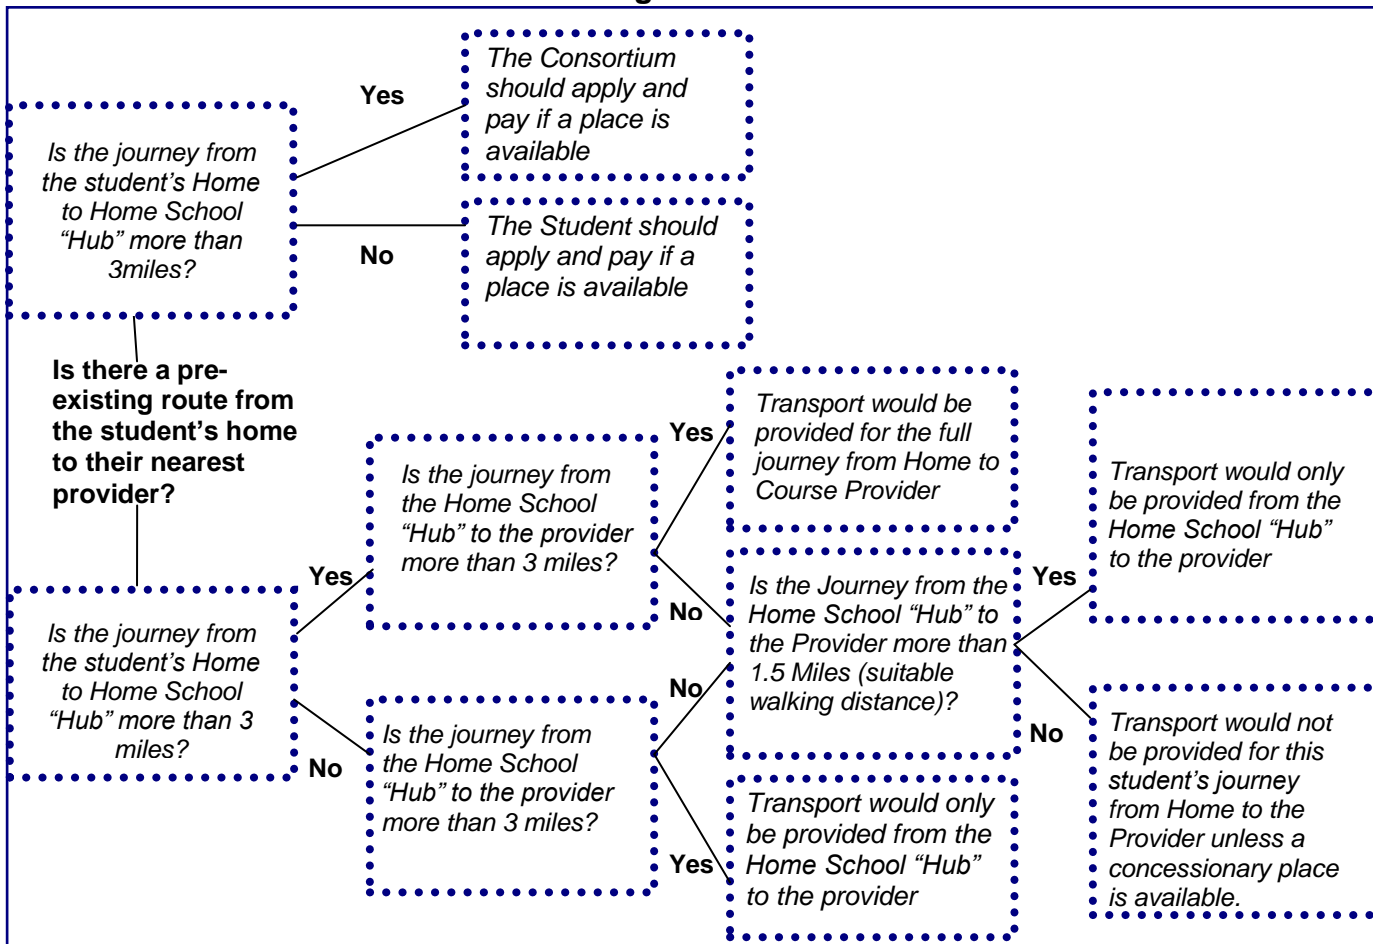 The Consortium
should apply and
pay if a place is
available
Yes
Is the journey from
the student’s Home
to Home School
“Hub” more than
3miles?
The Student should
apply and pay if a
place is available
No
Is there a pre-
existing route from
the student’s home
to their nearest
provider?
Is the journey from
the student’s Home
to Home School
“Hub” more than 3
miles?
Yes
No
Is the journey from
the Home School
“Hub” to the provider
more than 3 miles?
Yes
No
Is the journey from
the Home School
“Hub” to the provider
more than 3 miles?
No
Yes
Transport would be
provided for the full
journey from Home to
Course Provider
Is the Journey from the
Home School “Hub” to
the Provider more than
1.5 Miles (suitable
walking distance)?
Yes
No
Transport would only
be provided from the
Home School “Hub”
to the provider
Transport would only
be provided from the
Home School “Hub”
to the provider
Transport would not
be provided for this
student’s journey
from Home to the
Provider unless a
concessionary place
is available.